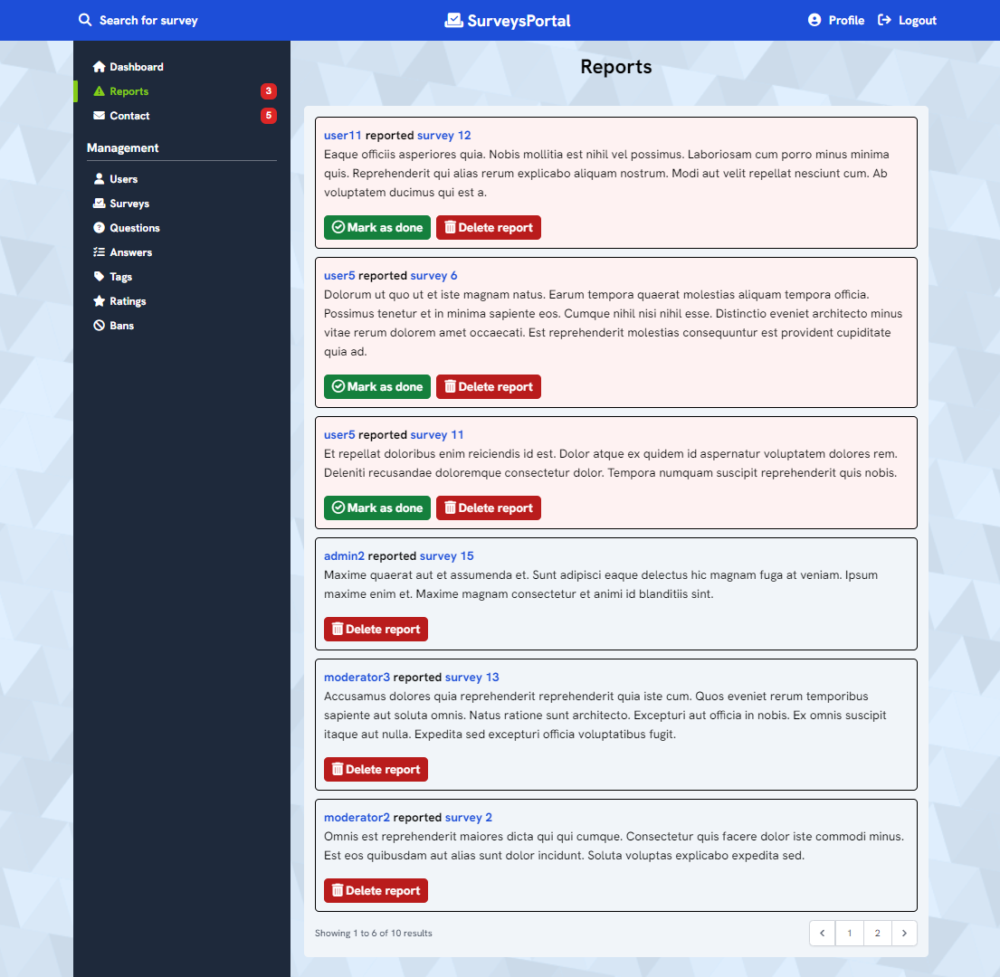 Search for survey
SurveysPortal
Profile
Logout
Dashboard
Reports
3
Contact
5
Management
Users
Surveys
Questions
Answers
Tags
Ratings
Bans
Reports
user11 reported survey 12
Eaque officiis asperiores quia. Nobis mollitia est nihil vel possimus. Laboriosam cum porro minus minima
quis. Reprehenderit qui alias rerum explicabo aliquam nostrum. Modi aut velit repellat nesciunt cum. Ab
voluptatem ducimus qui est a.
Mark as done
Delete report
user5 reported survey 6
Dolorum ut quo ut et iste magnam natus. Earum tempora quaerat molestias aliquam tempora officia.
Possimus tenetur et in minima sapiente eos. Cumque nihil nisi nihil esse. Distinctio eveniet architecto minus
vitae rerum dolorem amet occaecati. Est reprehenderit molestias consequuntur est provident cupiditate
quia ad.
Mark as done
Delete report
user5 reported survey 11
Et repellat doloribus enim reiciendis id est. Dolor atque ex quidem id aspernatur voluptatem dolores rem.
Deleniti recusandae doloremque consectetur dolor. Tempora numquam suscipit reprehenderit quis nobis.
Mark as done
Delete report
admin2 reported survey 15
Maxime quaerat aut et assumenda et. Sunt adipisci eaque delectus hic magnam fuga at veniam. Ipsum
maxime enim et. Maxime magnam consectetur et animi id blanditiis sint.
Delete report
moderator3 reported survey 13
Accusamus dolores quia reprehenderit reprehenderit quia iste cum. Quos eveniet rerum temporibus
sapiente aut soluta omnis. Natus ratione sunt architecto. Excepturi aut officia in nobis. Ex omnis suscipit
itaque aut nulla. Expedita sed excepturi officia voluptatibus fugit.
Delete report
moderator2 reported survey 2
Omnis est reprehenderit maiores dicta qui qui cumque. Consectetur quis facere dolor iste commodi minus.
Est eos quibusdam aut alias sunt dolor incidunt. Soluta voluptas explicabo expedita sed.
Delete report
Showing 1 to 6 of 10 results
1
2